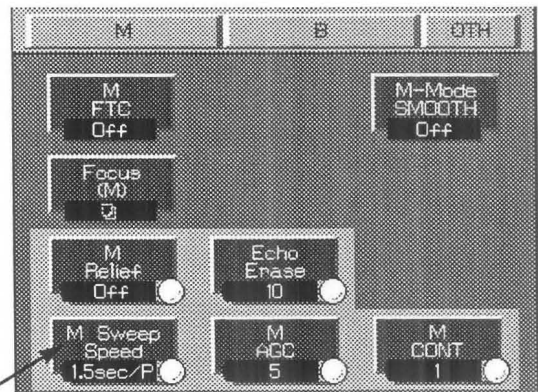 M B OTH
M
FTC
Off
M-Mode
SMOOTH
Off
Focus
(M)
M
Relief
Off
Echo
Erase
10
M Sweep
Speed
1.5sec/P
M
AGC
5
M
CONT
1